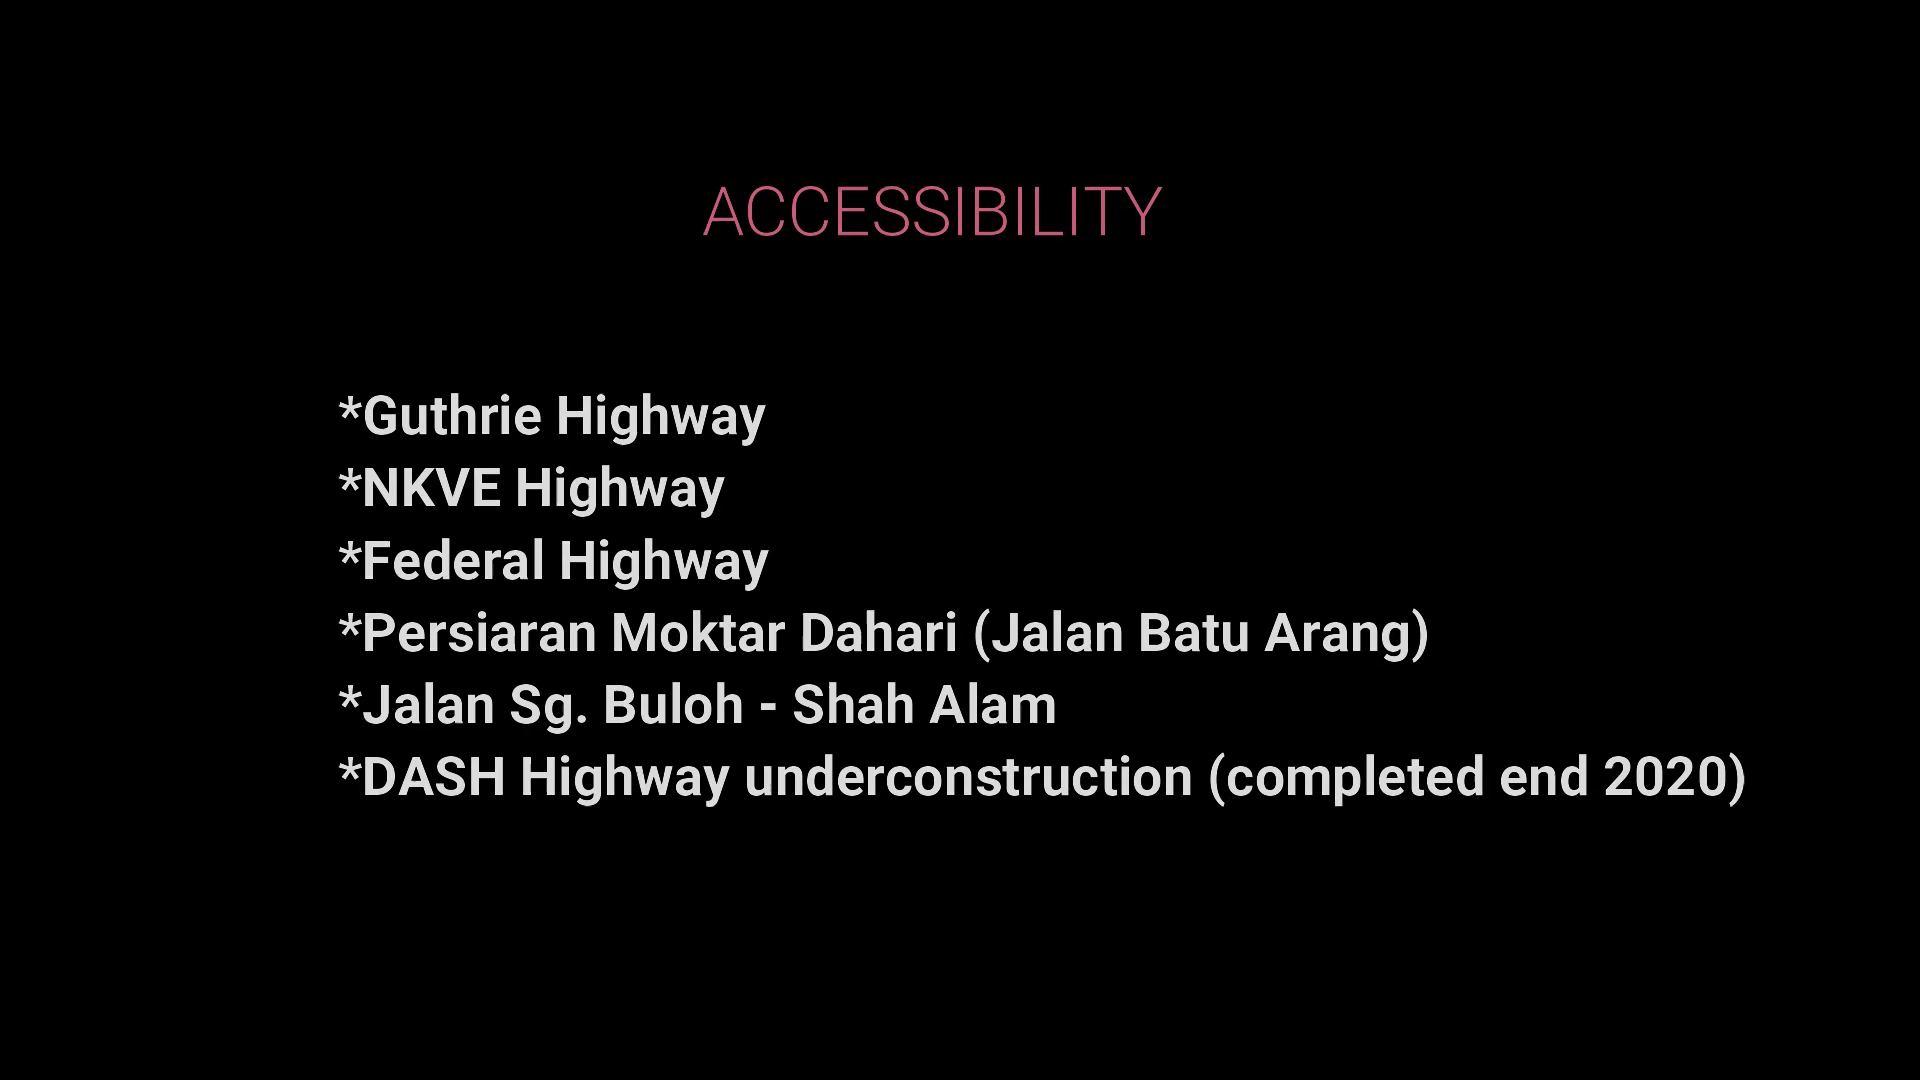 ACCESSIBILITY
*Guthrie Highway
*NKVE Highway
*Federal Highway
*Persiaran Moktar Dahari (Jalan Batu Arang)
*Jalan Sg. Buloh - Shah Alam
*DASH Highway underconstruction (completed end 2020)